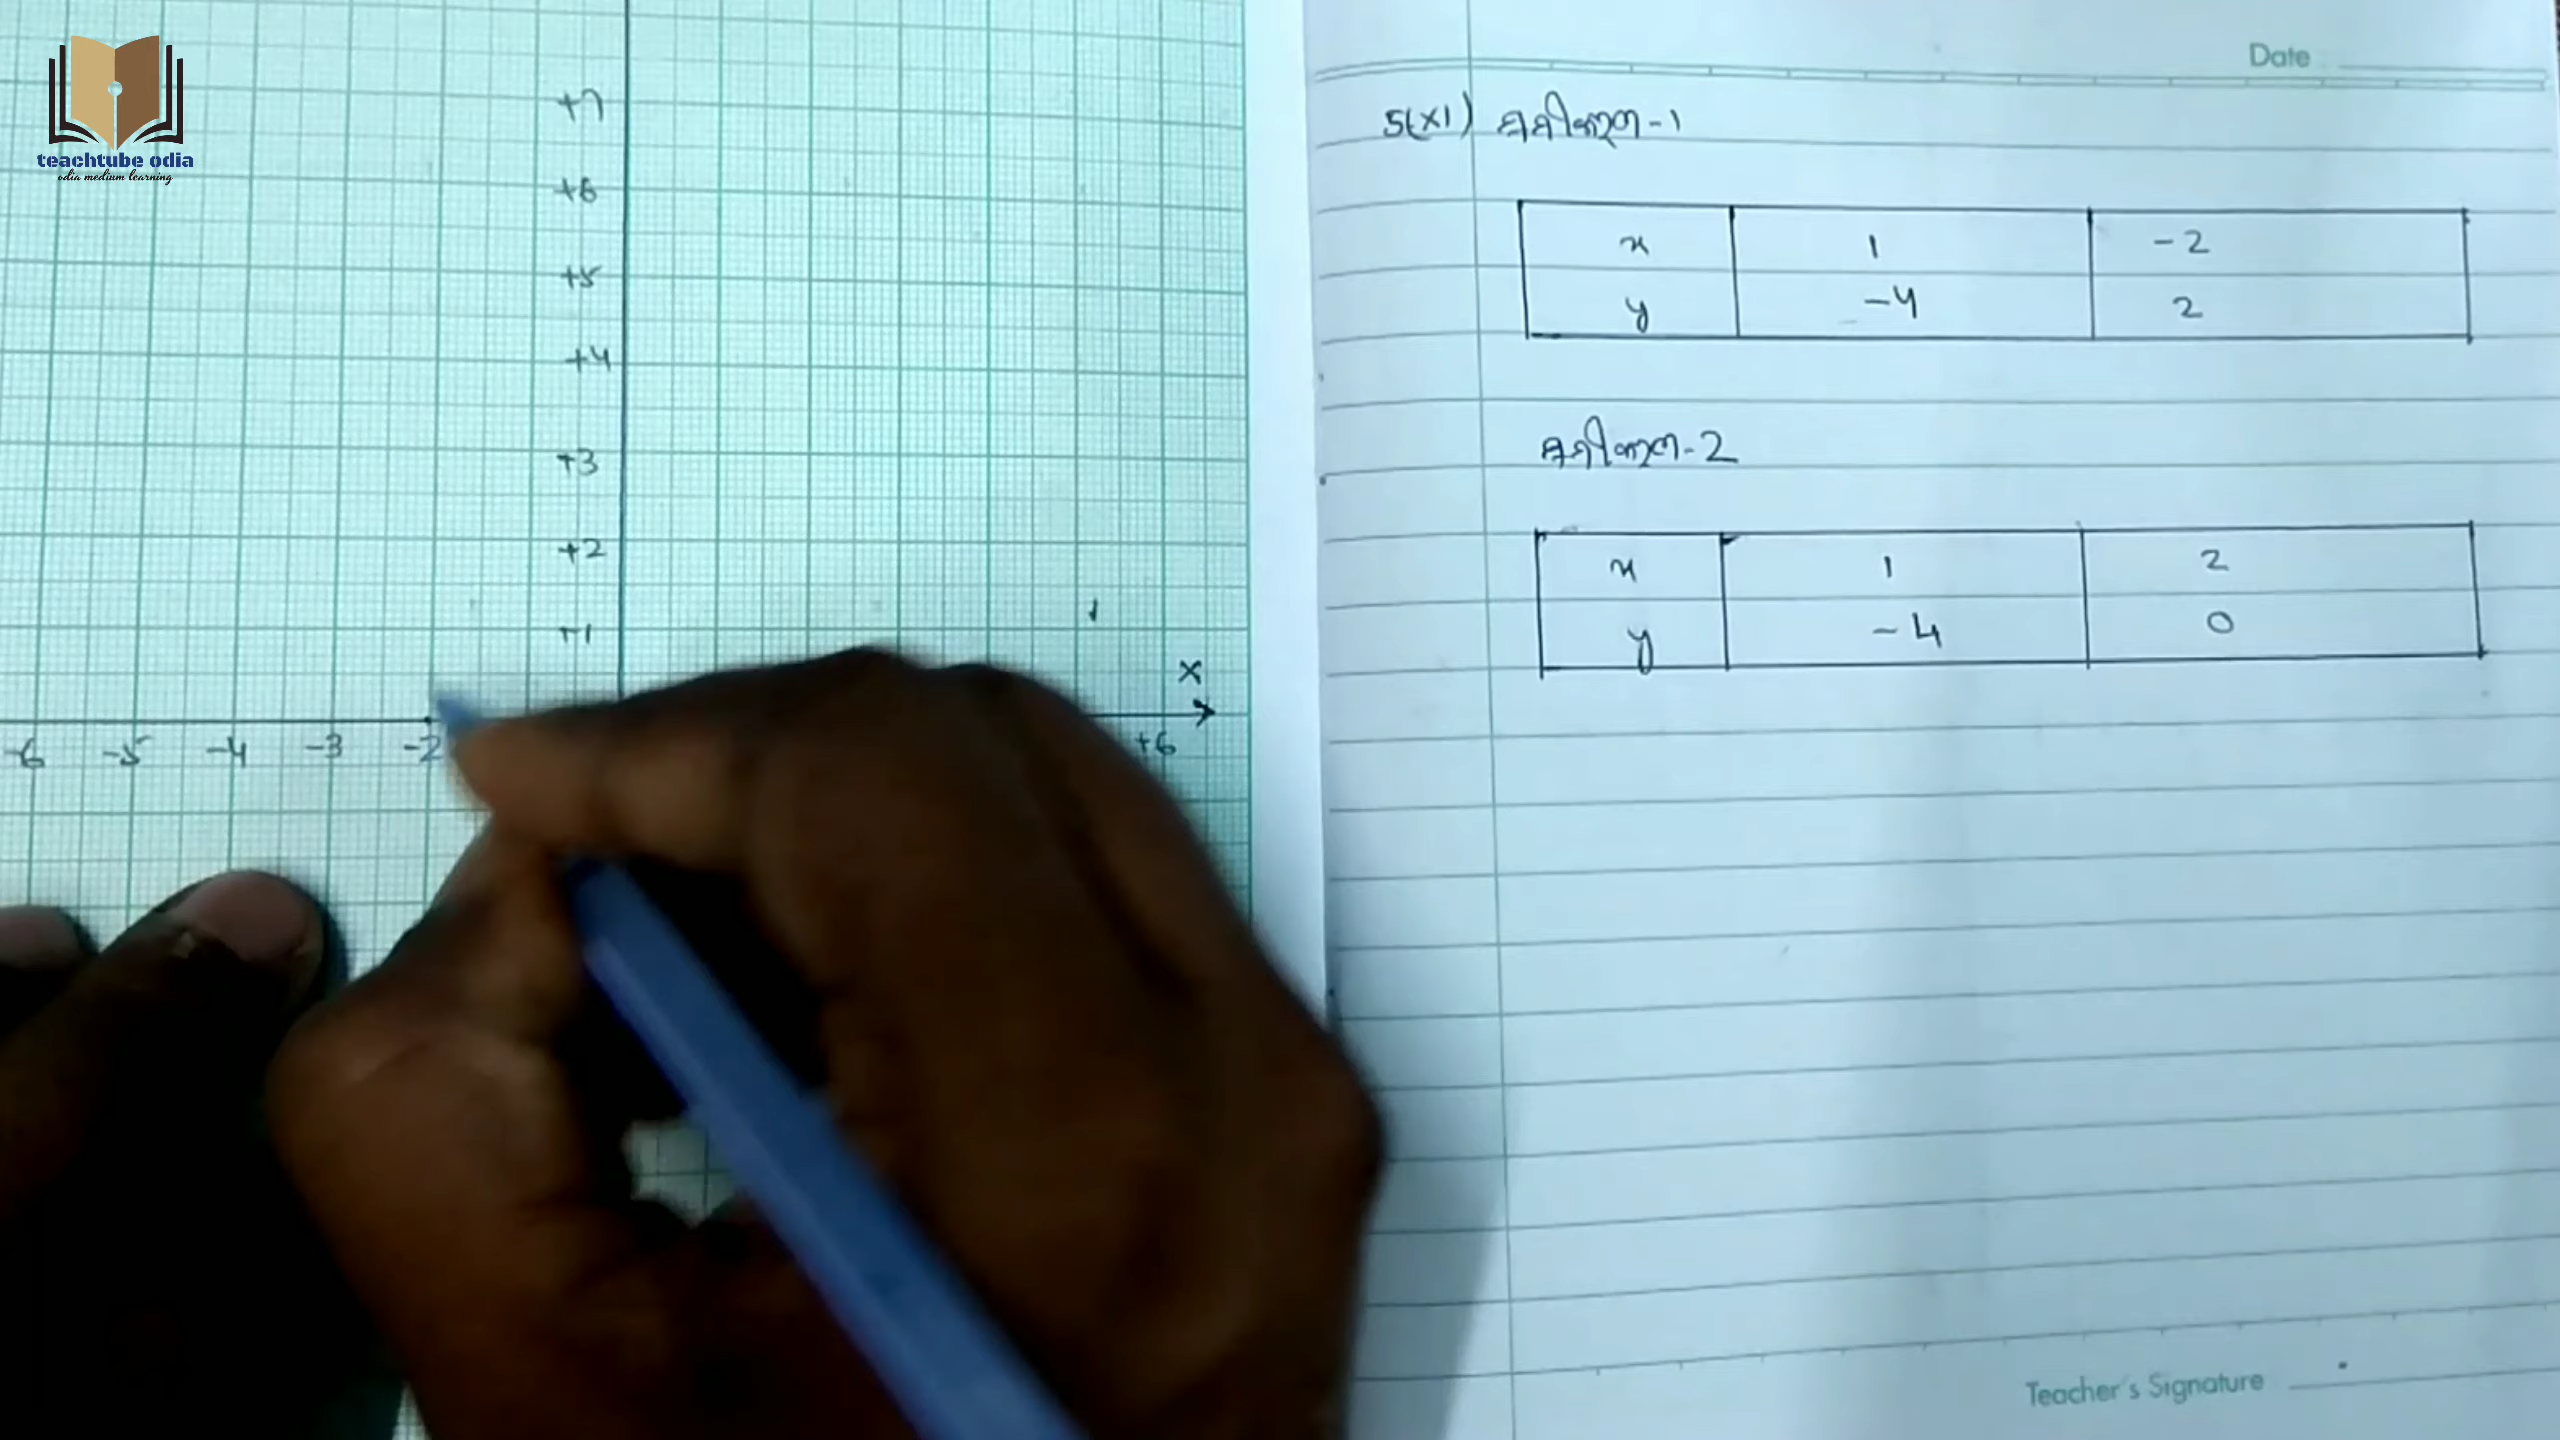 teachtube odia
odia medium learning
+7
+6
+5
+4
+3
+2
+1
x
-6 -5 -4 -3 -2 +6
Date
5(XI) ସମୀକରଣ-1
x 1 -2
y -4 2
ସମୀକରଣ-2
x 1 2
y -4 0
Teacher's Signature